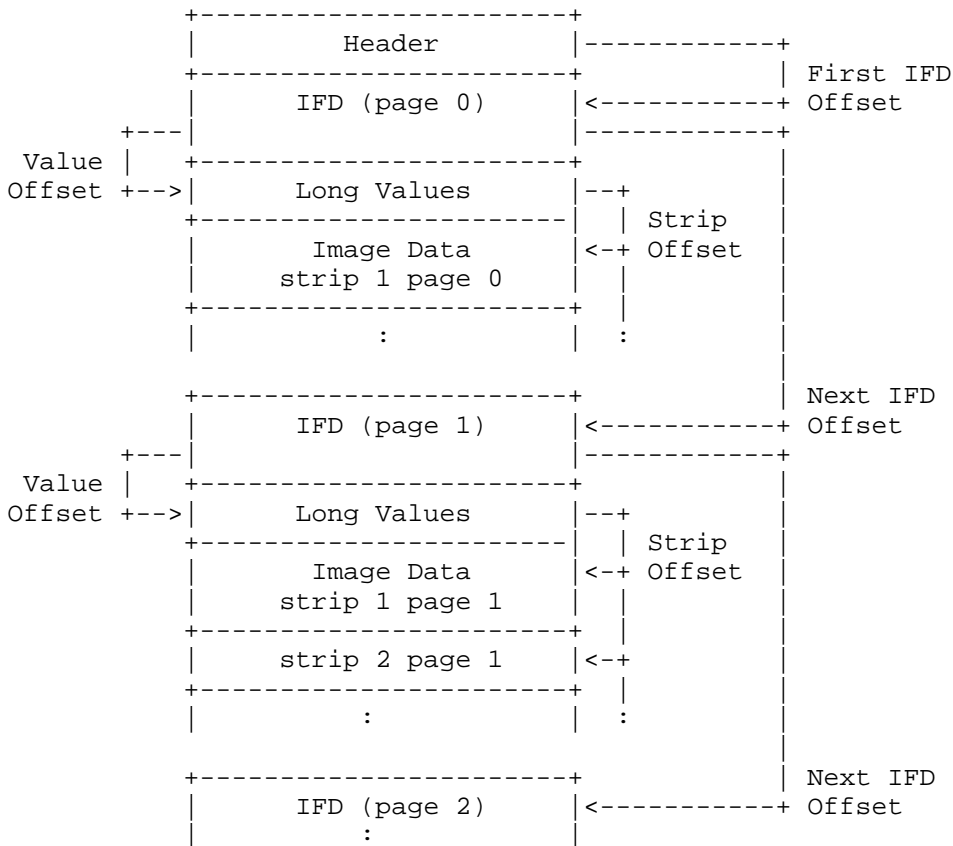 Header
First IFD
IFD (page 0) Offset
Value
Offset Long Values
Strip
Image Data Offset
strip 1 page 0
:
:
Next IFD
IFD (page 1) Offset
Value
Offset Long Values
Strip
Image Data Offset
strip 1 page 1
strip 2 page 1
:
:
Next IFD
IFD (page 2) Offset
: